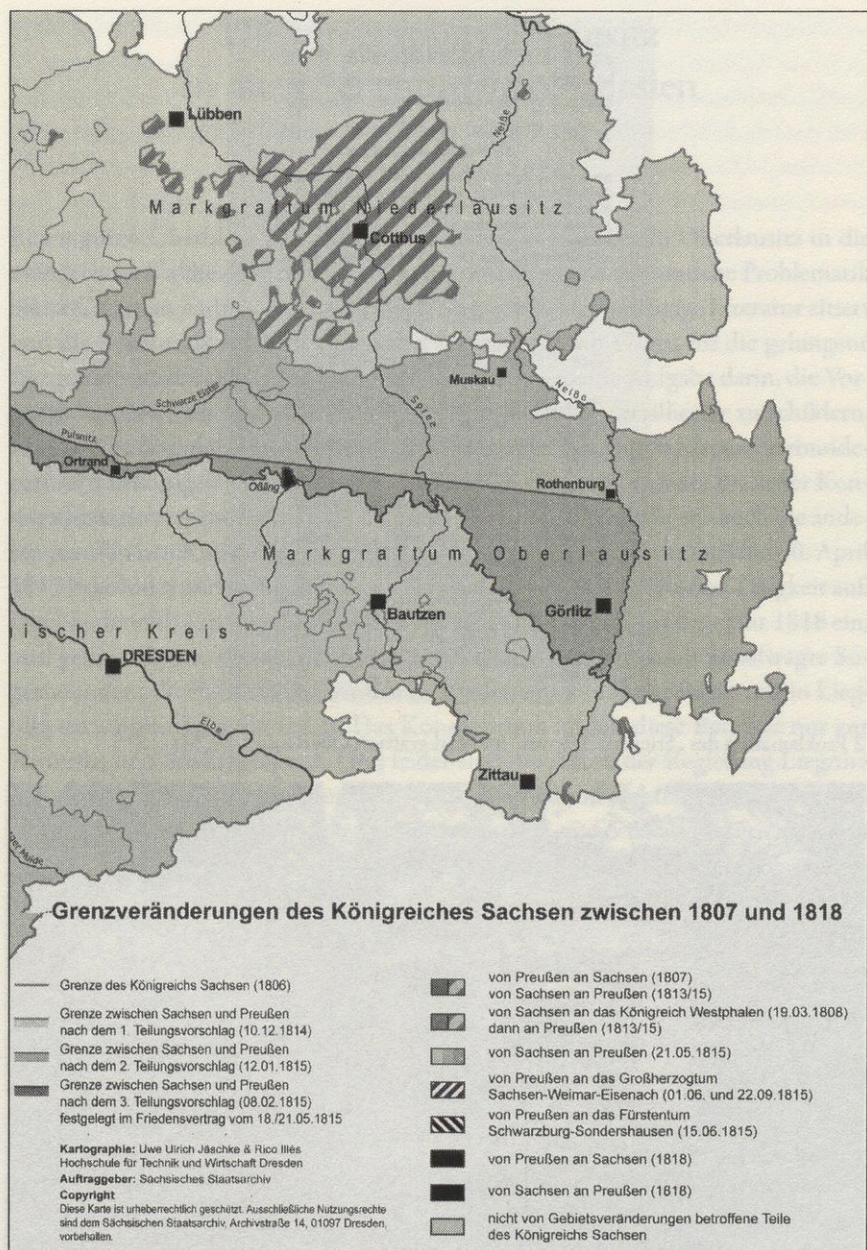 Lübben
Neiße
Markgraftum Niederlausitz
Cottbus
Muskau
Neiße
Schwarze Elster
Spree
Pulsnitz
Ortrand
Oßling
Rothenburg
Markgraftum Oberlausitz
Bautzen
Görlitz
nischer Kreis
DRESDEN
Elbe
Zittau
Mulde
Grenzveränderungen des Königreiches Sachsen zwischen 1807 und 1818
Grenze des Königreichs Sachsen (1806)
Grenze zwischen Sachsen und Preußen
nach dem 1. Teilungsvorschlag (10.12.1814)
Grenze zwischen Sachsen und Preußen
nach dem 2. Teilungsvorschlag (12.01.1815)
Grenze zwischen Sachsen und Preußen
nach dem 3. Teilungsvorschlag (08.02.1815)
festgelegt im Friedensvertrag vom 18./21.05.1815
Kartographie: Uwe Ulrich Jäschke & Rico Illés
Hochschule für Technik und Wirtschaft Dresden
Auftraggeber: Sächsisches Staatsarchiv
Copyright
Diese Karte ist urheberrechtlich geschützt. Ausschließliche Nutzungsrechte
sind dem Sächsischen Staatsarchiv, Archivstraße 14, 01097 Dresden,
vorbehalten.
von Preußen an Sachsen (1807)
von Sachsen an Preußen (1813/15)
von Sachsen an das Königreich Westphalen (19.03.1808)
dann an Preußen (1813/15)
von Sachsen an Preußen (21.05.1815)
von Preußen an das Großherzogtum
Sachsen-Weimar-Eisenach (01.06. und 22.09.1815)
von Preußen an das Fürstentum
Schwarzburg-Sondershausen (15.06.1815)
von Preußen an Sachsen (1818)
von Sachsen an Preußen (1818)
nicht von Gebietsveränderungen betroffene Teile
des Königreichs Sachsen